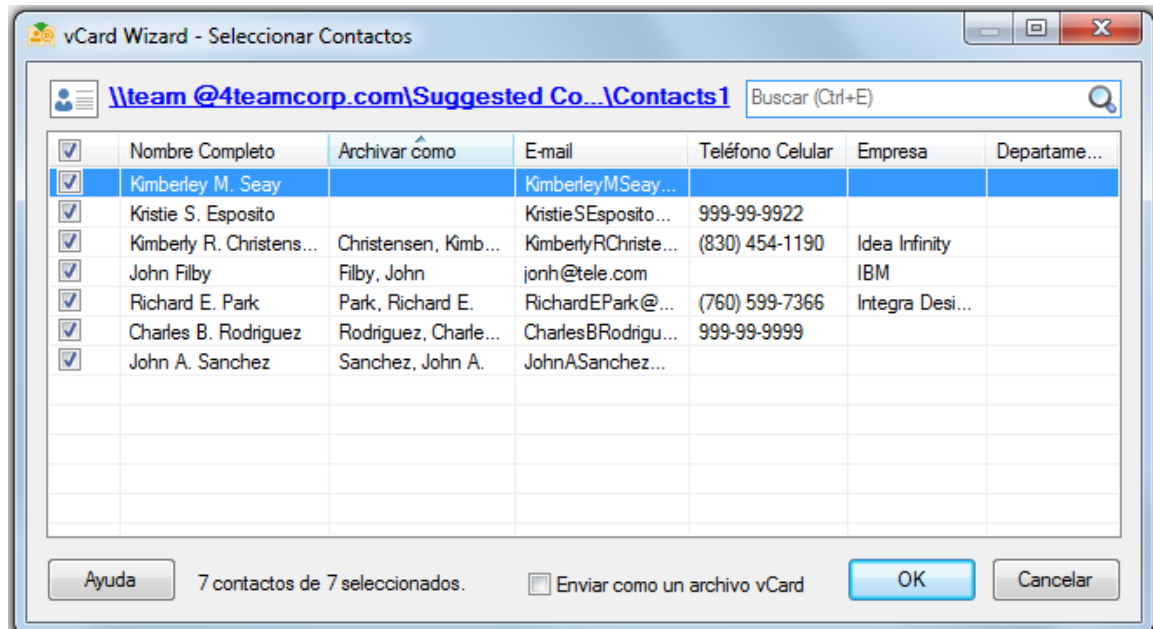 vCard Wizard - Seleccionar Contactos
\\team @4teamcorp.com\Suggested Co...\Contacts1 Buscar (Ctrl+E)
Nombre Completo Archivar como E-mail Teléfono Celular Empresa Departame...
Kimberley M. Seay KimberleyMSeay...
Kristie S. Esposito KristieSEsposito... 999-99-9922
Kimberly R. Christens... Christensen, Kimb... KimberlyRChriste... (830) 454-1190 Idea Infinity
John Filby Filby, John jonh@tele.com IBM
Richard E. Park Park, Richard E. RichardEPark@... (760) 599-7366 Integra Desi...
Charles B. Rodriguez Rodriguez, Charle... CharlesBRodrigu... 999-99-9999
John A. Sanchez Sanchez, John A. JohnASanchez...
Ayuda 7 contactos de 7 seleccionados. Enviar como un archivo vCard OK Cancelar